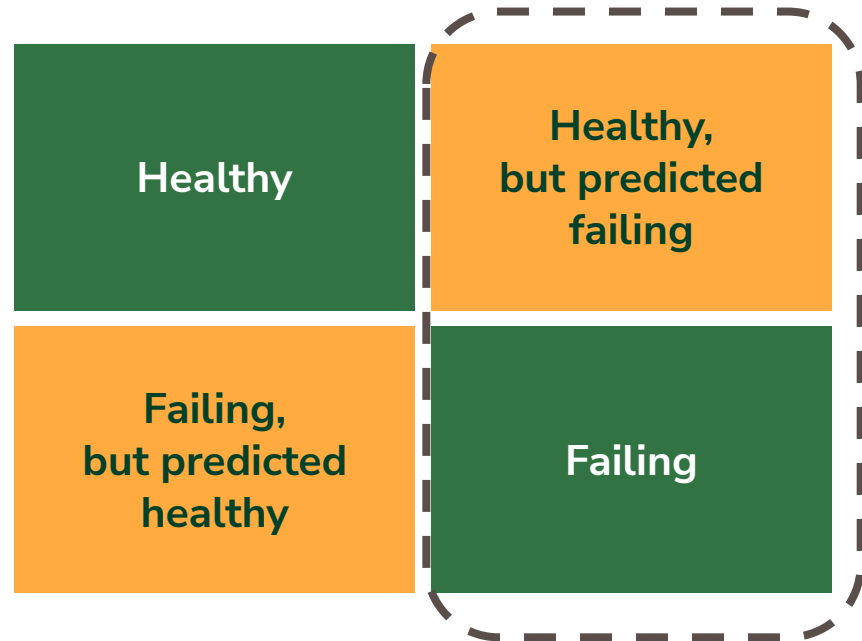 Healthy
Healthy,
but predicted
failing
Failing,
but predicted
healthy
Failing